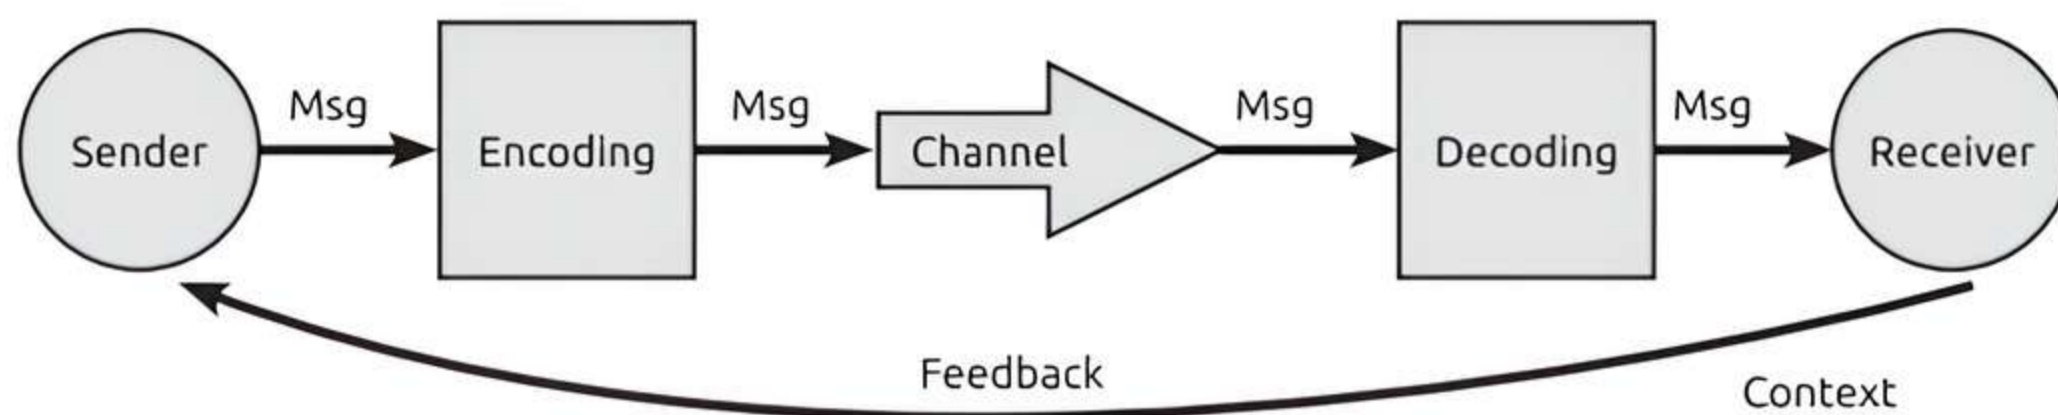 Msg
Msg
Msg
Msg
Sender
Encoding
Channel
Decoding
Receiver
Feedback
Context